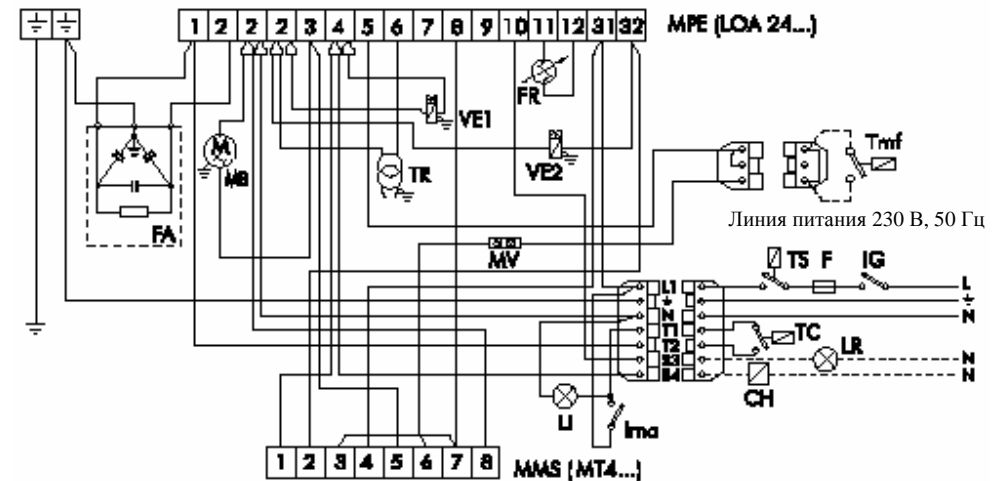 1 2 2 2 3 4 5 6 7 8 9 10 11 12 31 32 MPE (LOA 24...)
FR
VE1
M
MB
TR
VE2
Tmf
FA
Линия питания 230 В, 50 Гц
MV
TS F IG
L1 L
N N
T1
TC
T2
S3 LR N
B4 N
CH
LI
Irna
1 2 3 4 5 6 7 8 MMS (MT4...)